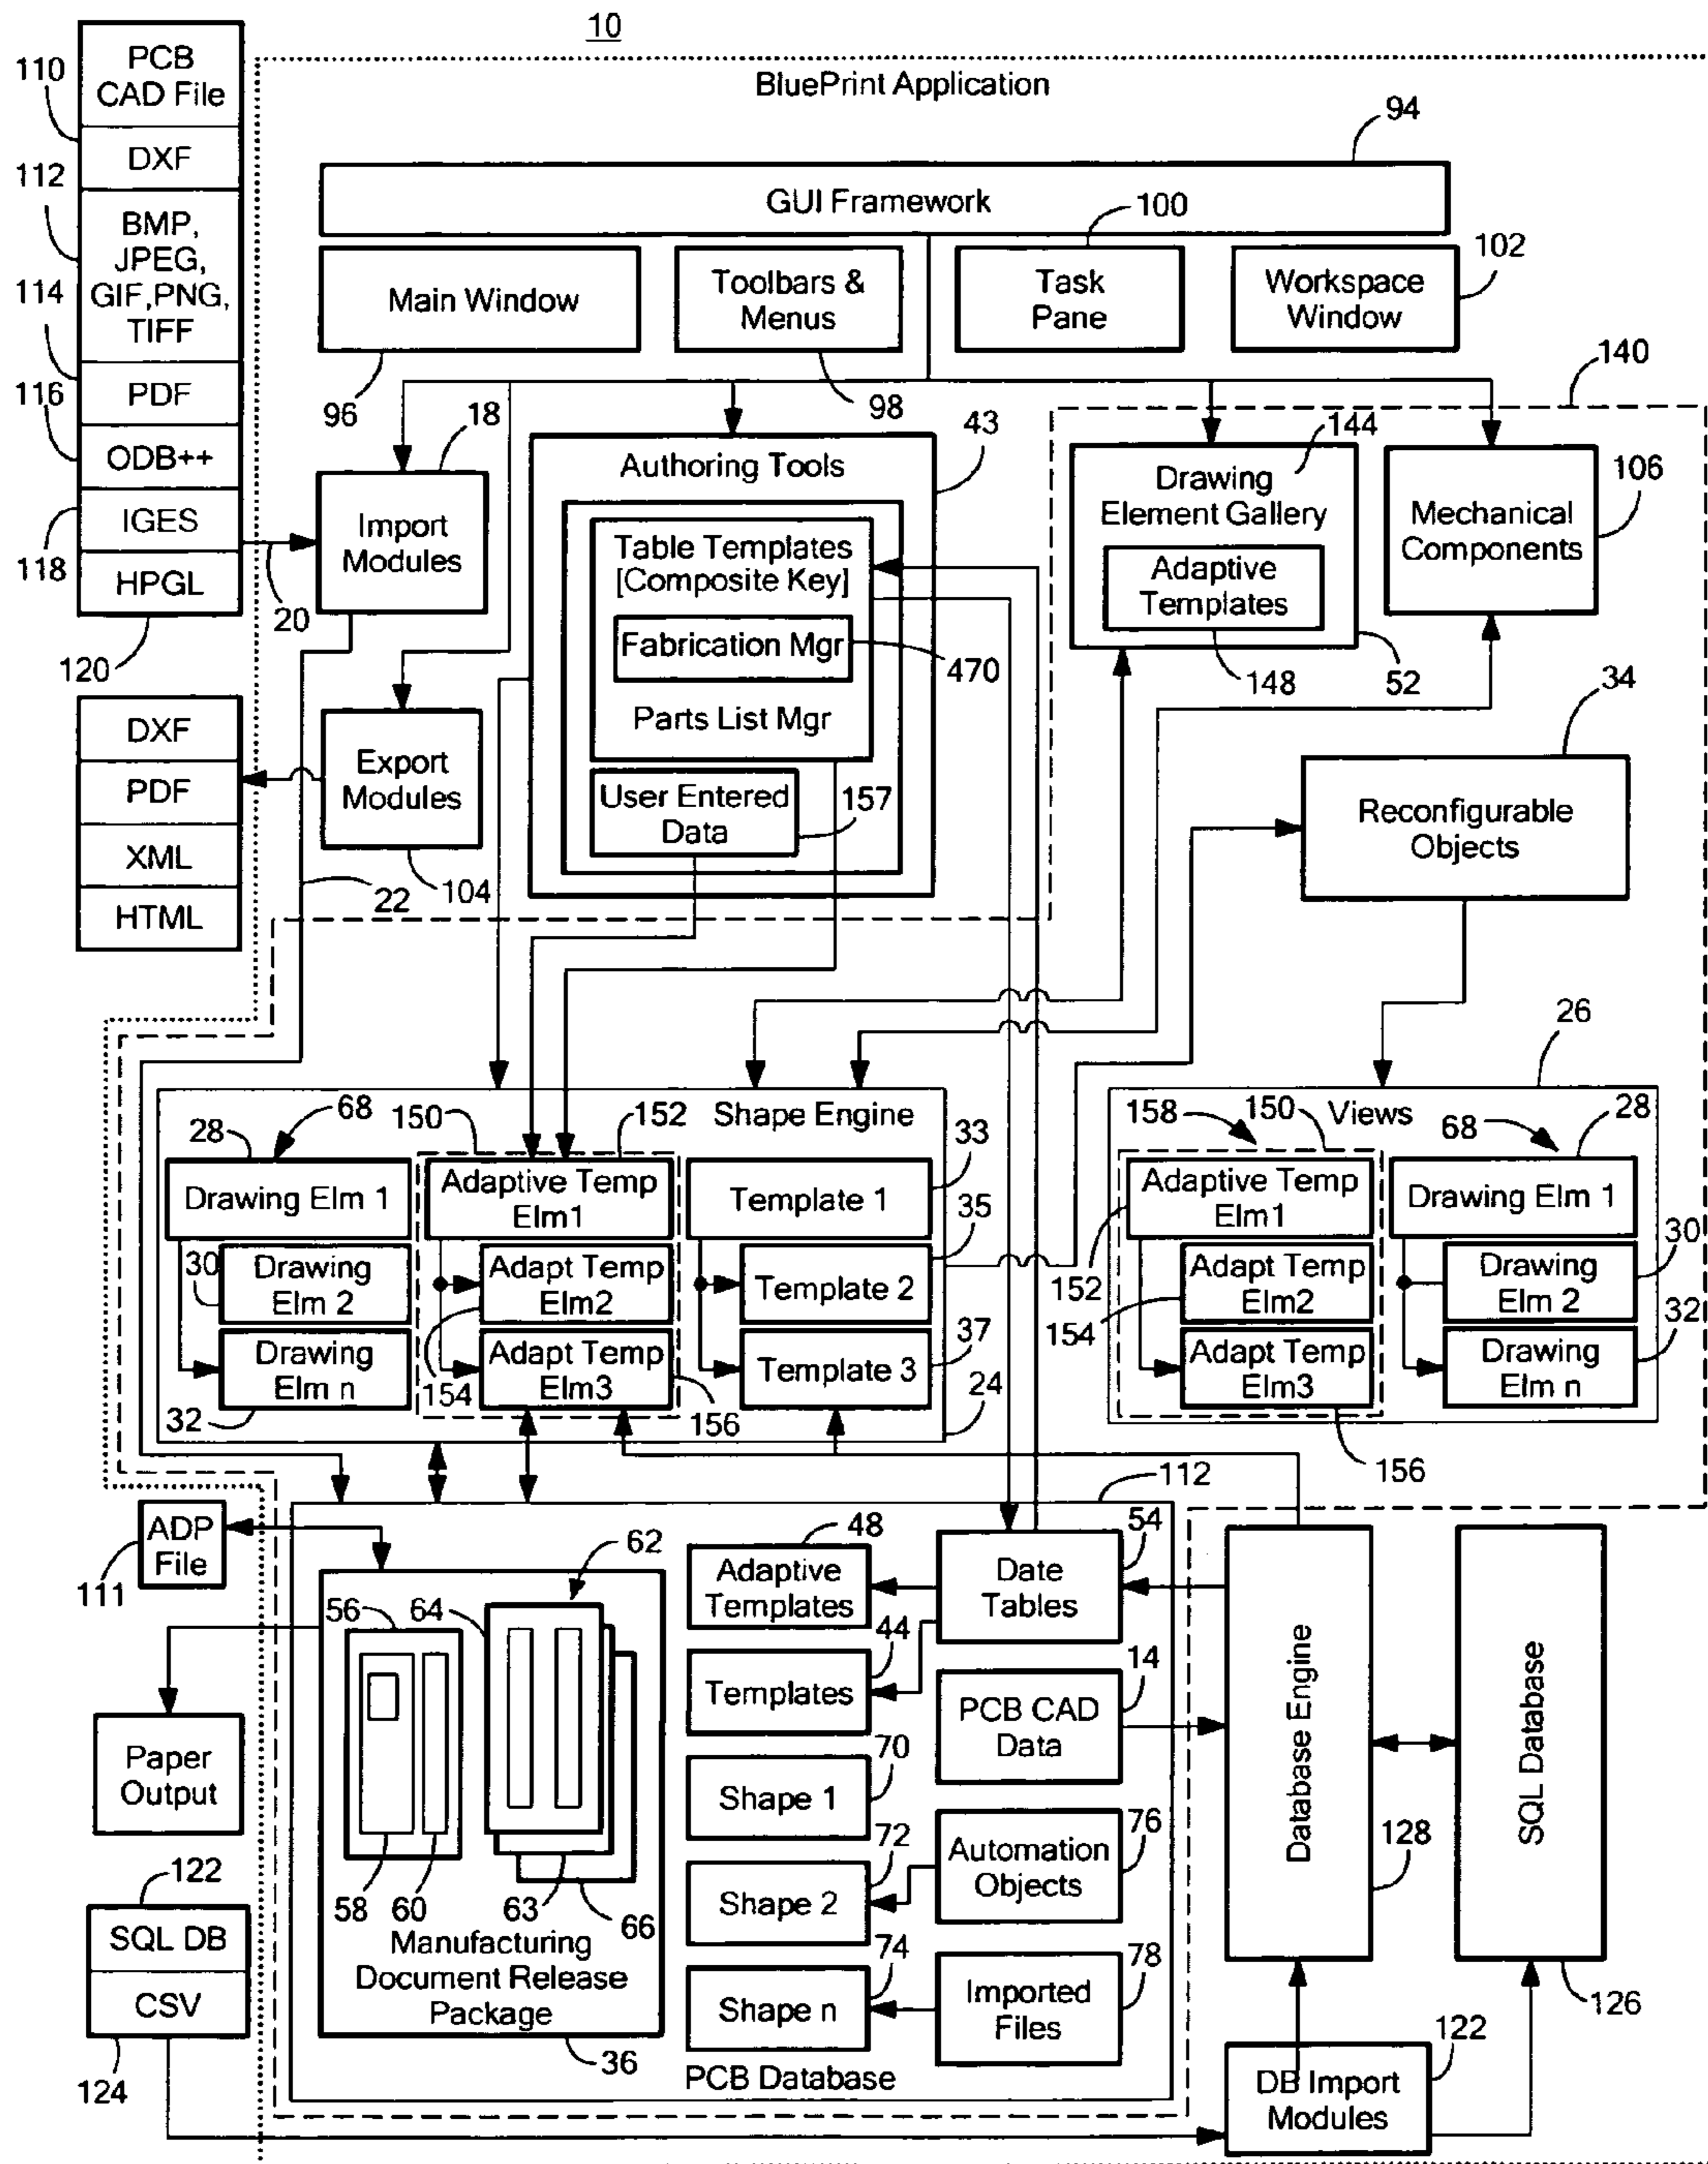 10
PCB
CAD File
DXF
BMP,
JPEG,
GIF,PNG,
TIFF
PDF
ODB++
IGES
HPGL
110
112
114
116
118
120
20
BluePrint Application
94
GUI Framework
100
102
Main Window
Toolbars &
Menus
Task
Pane
Workspace
Window
96
98
140
18
Import
Modules
43
Authoring Tools
Table Templates
[Composite Key]
Fabrication Mgr
470
Parts List Mgr
User Entered
Data
157
144
Drawing
Element Gallery
Adaptive
Templates
148
52
Mechanical
Components
106
DXF
PDF
XML
HTML
Export
Modules
104
22
34
Reconfigurable
Objects
26
Shape Engine
28
68
150
152
33
Drawing Elm 1
Adaptive Temp
Elm1
Template 1
35
30
Drawing
Elm 2
Adapt Temp
Elm2
Template 2
37
Drawing
Elm n
Adapt Temp
Elm3
Template 3
32
154
156
24
158
Views
150
68
28
Adaptive Temp
Elm1
Drawing Elm 1
152
Adapt Temp
Elm2
Drawing
Elm 2
30
154
Adapt Temp
Elm3
Drawing
Elm n
32
156
112
ADP
File
111
48
54
Adaptive
Templates
Date
Tables
62
56
64
44
14
Templates
PCB CAD
Data
70
Shape 1
72
76
Shape 2
Automation
Objects
74
78
Shape n
Imported
Files
58
60
63
66
Manufacturing
Document Release
Package
36
PCB Database
Paper
Output
122
SQL DB
CSV
124
Database Engine
128
SQL Database
126
122
DB Import
Modules